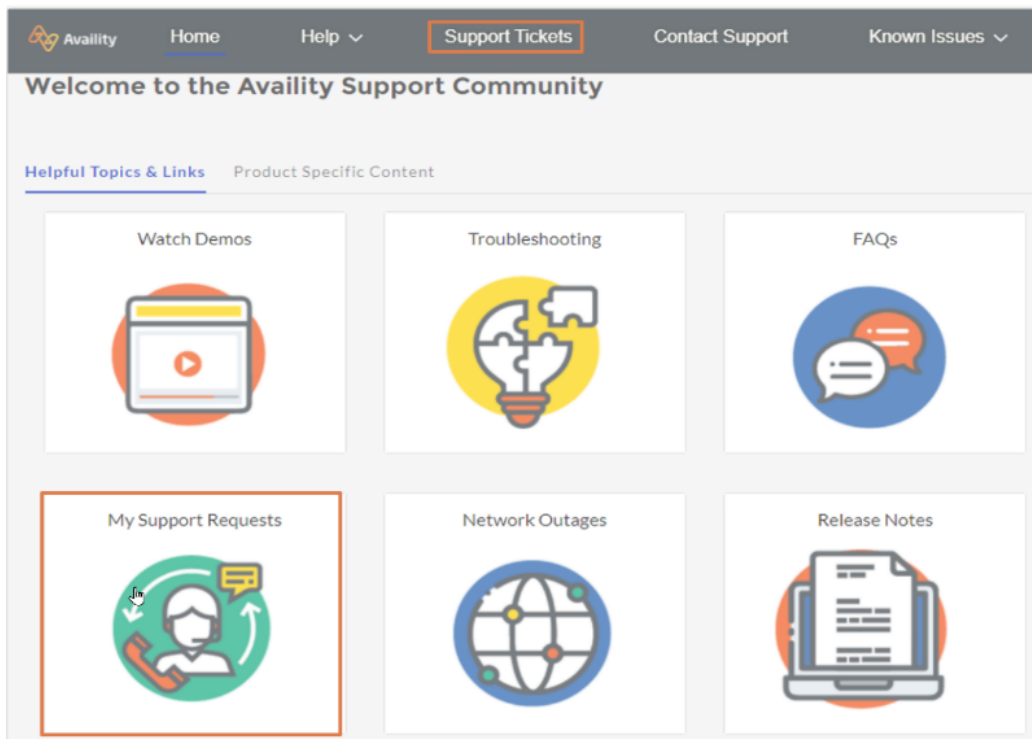 Availity Home Help Support Tickets Contact Support Known Issues
Welcome to the Availity Support Community
Helpful Topics & Links Product Specific Content
Watch Demos Troubleshooting FAQs
My Support Requests Network Outages Release Notes